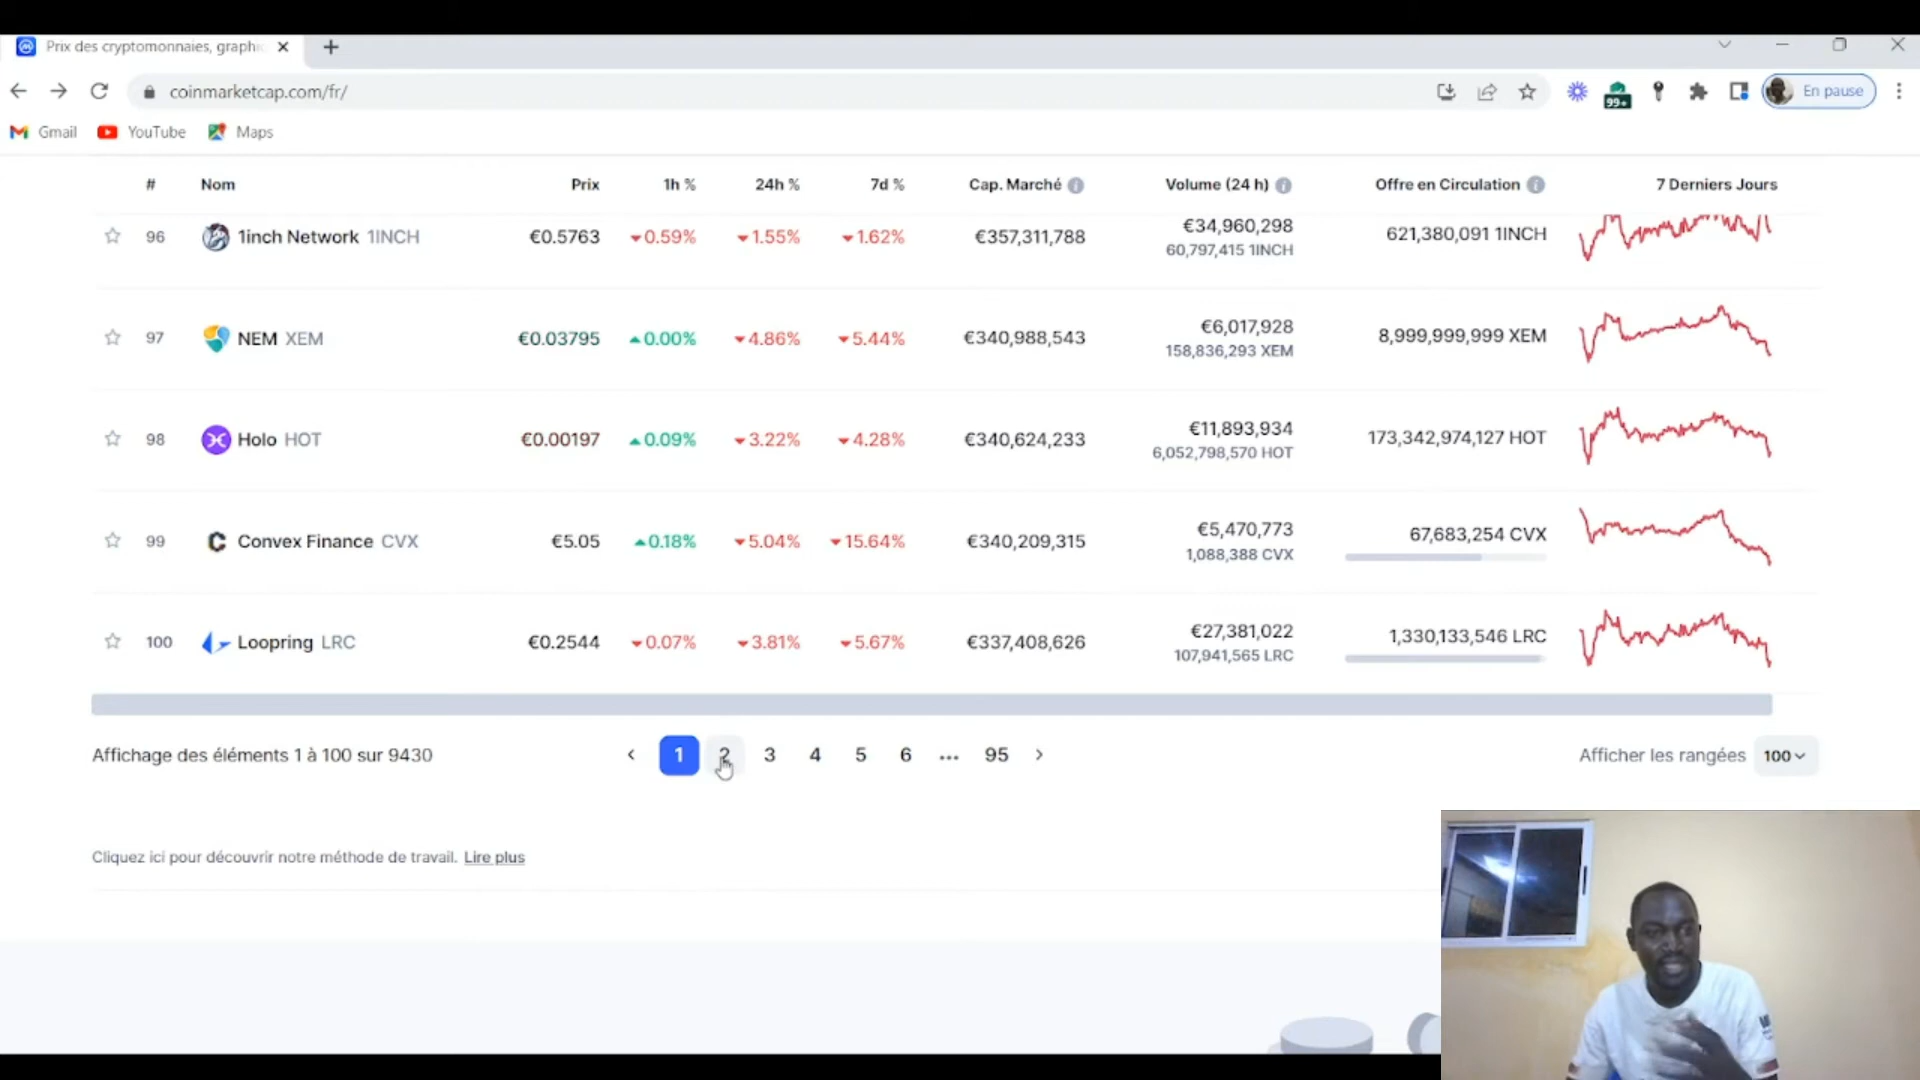 Prix des cryptomonnaies, graphi
coinmarketcap.com/fr/
99+
En pause
Gmail YouTube Maps
# Nom Prix 1h % 24h % 7d % Cap. Marché Volume (24 h) Offre en Circulation 7 Derniers Jours
96 1inch Network 1INCH €0.5763 0.59% 1.55% 1.62% €357,311,788 €34,960,298 621,380,091 1INCH
60,797,415 1INCH
97 NEM XEM €0.03795 0.00% 4.86% 5.44% €340,988,543 €6,017,928 8,999,999,999 XEM
158,836,293 XEM
98 Holo HOT €0.00197 0.09% 3.22% 4.28% €340,624,233 €11,893,934 173,342,974,127 HOT
6,052,798,570 HOT
99 Convex Finance CVX €5.05 0.18% 5.04% 15.64% €340,209,315 €5,470,773 67,683,254 CVX
1,088,388 CVX
100 Loopring LRC €0.2544 0.07% 3.81% 5.67% €337,408,626 €27,381,022 1,330,133,546 LRC
107,941,565 LRC
Affichage des éléments 1 à 100 sur 9430 1 2 3 4 5 6 ... 95 Afficher les rangées 100
Cliquez ici pour découvrir notre méthode de travail. Lire plus